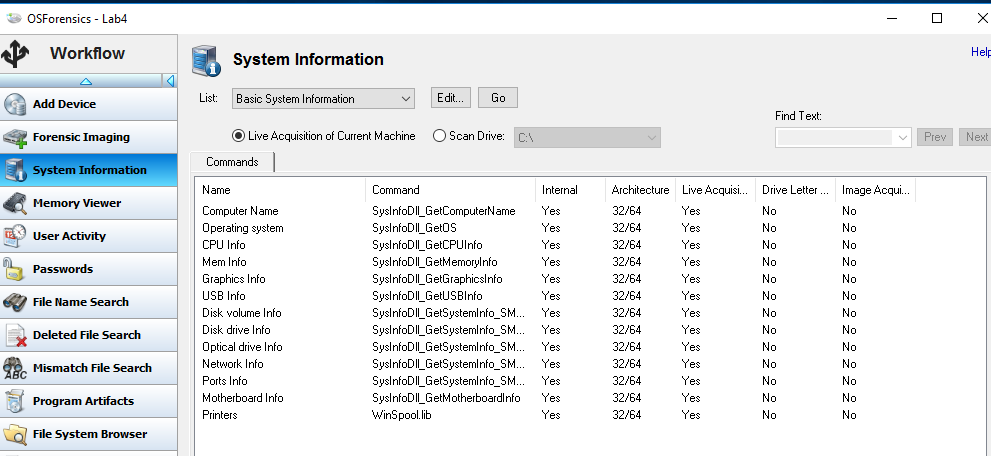 OSForensics - Lab4
Workflow
Add Device
Forensic Imaging
System Information
Memory Viewer
User Activity
Passwords
File Name Search
Deleted File Search
Mismatch File Search
Program Artifacts
File System Browser
System Information
Help
List: Basic System Information Edit... Go
Live Acquisition of Current Machine Scan Drive: C:\
Find Text:
Prev Next
Commands
Name Command Internal Architecture Live Acquisi... Drive Letter ... Image Acqui...
Computer Name SysInfoDll_GetComputerName Yes 32/64 Yes No No
Operating system SysInfoDll_GetOS Yes 32/64 Yes No No
CPU Info SysInfoDll_GetCPUInfo Yes 32/64 Yes No No
Mem Info SysInfoDll_GetMemoryInfo Yes 32/64 Yes No No
Graphics Info SysInfoDll_GetGraphicsInfo Yes 32/64 Yes No No
USB Info SysInfoDll_GetUSBInfo Yes 32/64 Yes No No
Disk volume Info SysInfoDll_GetSystemInfo_SM... Yes 32/64 Yes No No
Disk drive Info SysInfoDll_GetSystemInfo_SM... Yes 32/64 Yes No No
Optical drive Info SysInfoDll_GetSystemInfo_SM... Yes 32/64 Yes No No
Network Info SysInfoDll_GetSystemInfo_SM... Yes 32/64 Yes No No
Ports Info SysInfoDll_GetSystemInfo_SM... Yes 32/64 Yes No No
Motherboard Info SysInfoDll_GetMotherboardInfo Yes 32/64 Yes No No
Printers WinSpool.lib Yes 32/64 Yes No No